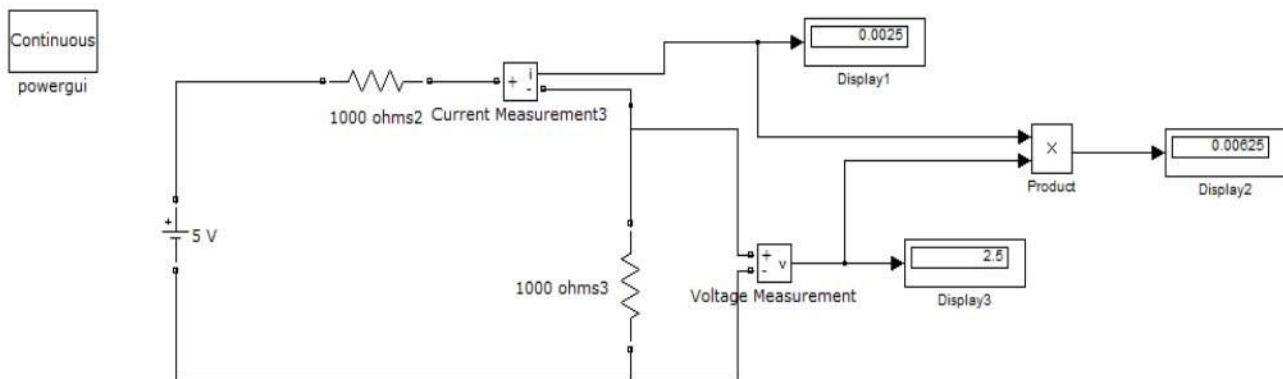 Continuous
powergui
1000 ohms2
+
i
-
Current Measurement3
0.0025
Display1
X
Product
0.00625
Display2
+
5 V
1000 ohms3
+
-
v
Voltage Measurement
2.5
Display3